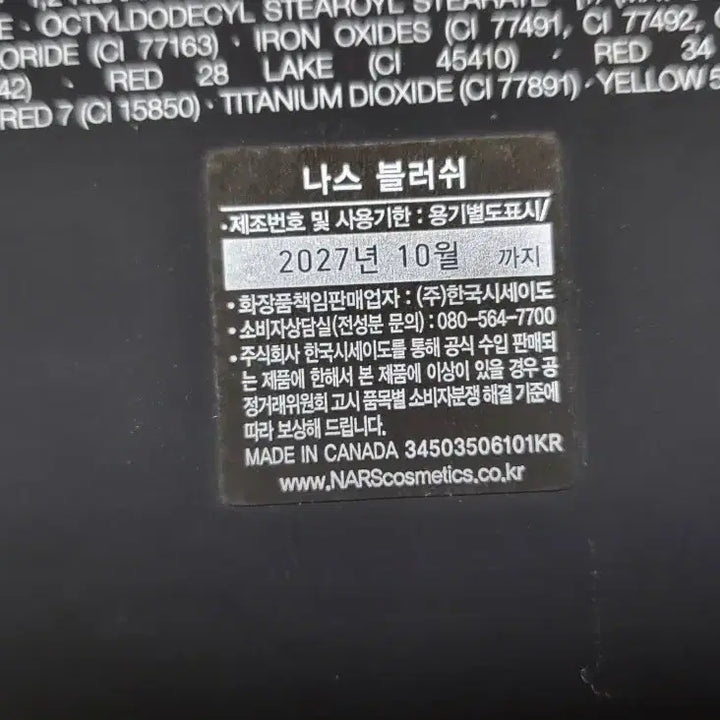 E · OCTYLDODECYL STEAROYL STEARATE
ORIDE (CI 77163) · IRON OXIDES (CI 77491, CI 77492, C
42) · RED 28 LAKE (CI 45410) · RED 34
RED 7 (CI 15850) · TITANIUM DIOXIDE (CI 77891) · YELLOW 5
나스 블러쉬
·제조번호 및 사용기한 : 용기별도표시/
2027년 10월 까지
·화장품책임판매업자 : (주)한국시세이도
·소비자상담실(전성분 문의) : 080-564-7700
·주식회사 한국시세이도를 통해 공식 수입 판매되
는 제품에 한해서 본 제품에 이상이 있을 경우 공
정거래위원회 고시 품목별 소비자분쟁 해결 기준에
따라 보상해 드립니다.
MADE IN CANADA 34503506101KR
www.NARScosmetics.co.kr